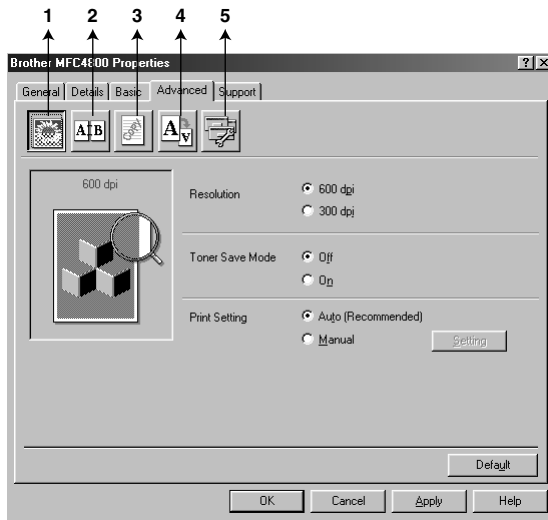 1 2 3 4 5
Brother MFC4800 Properties
General Details Basic Advanced Support
A B COPY A A
600 dpi
Resolution
600 dpi
300 dpi
Toner Save Mode
Off
On
Print Setting
Auto (Recommended)
Manual
Setting
Default
OK Cancel Apply Help